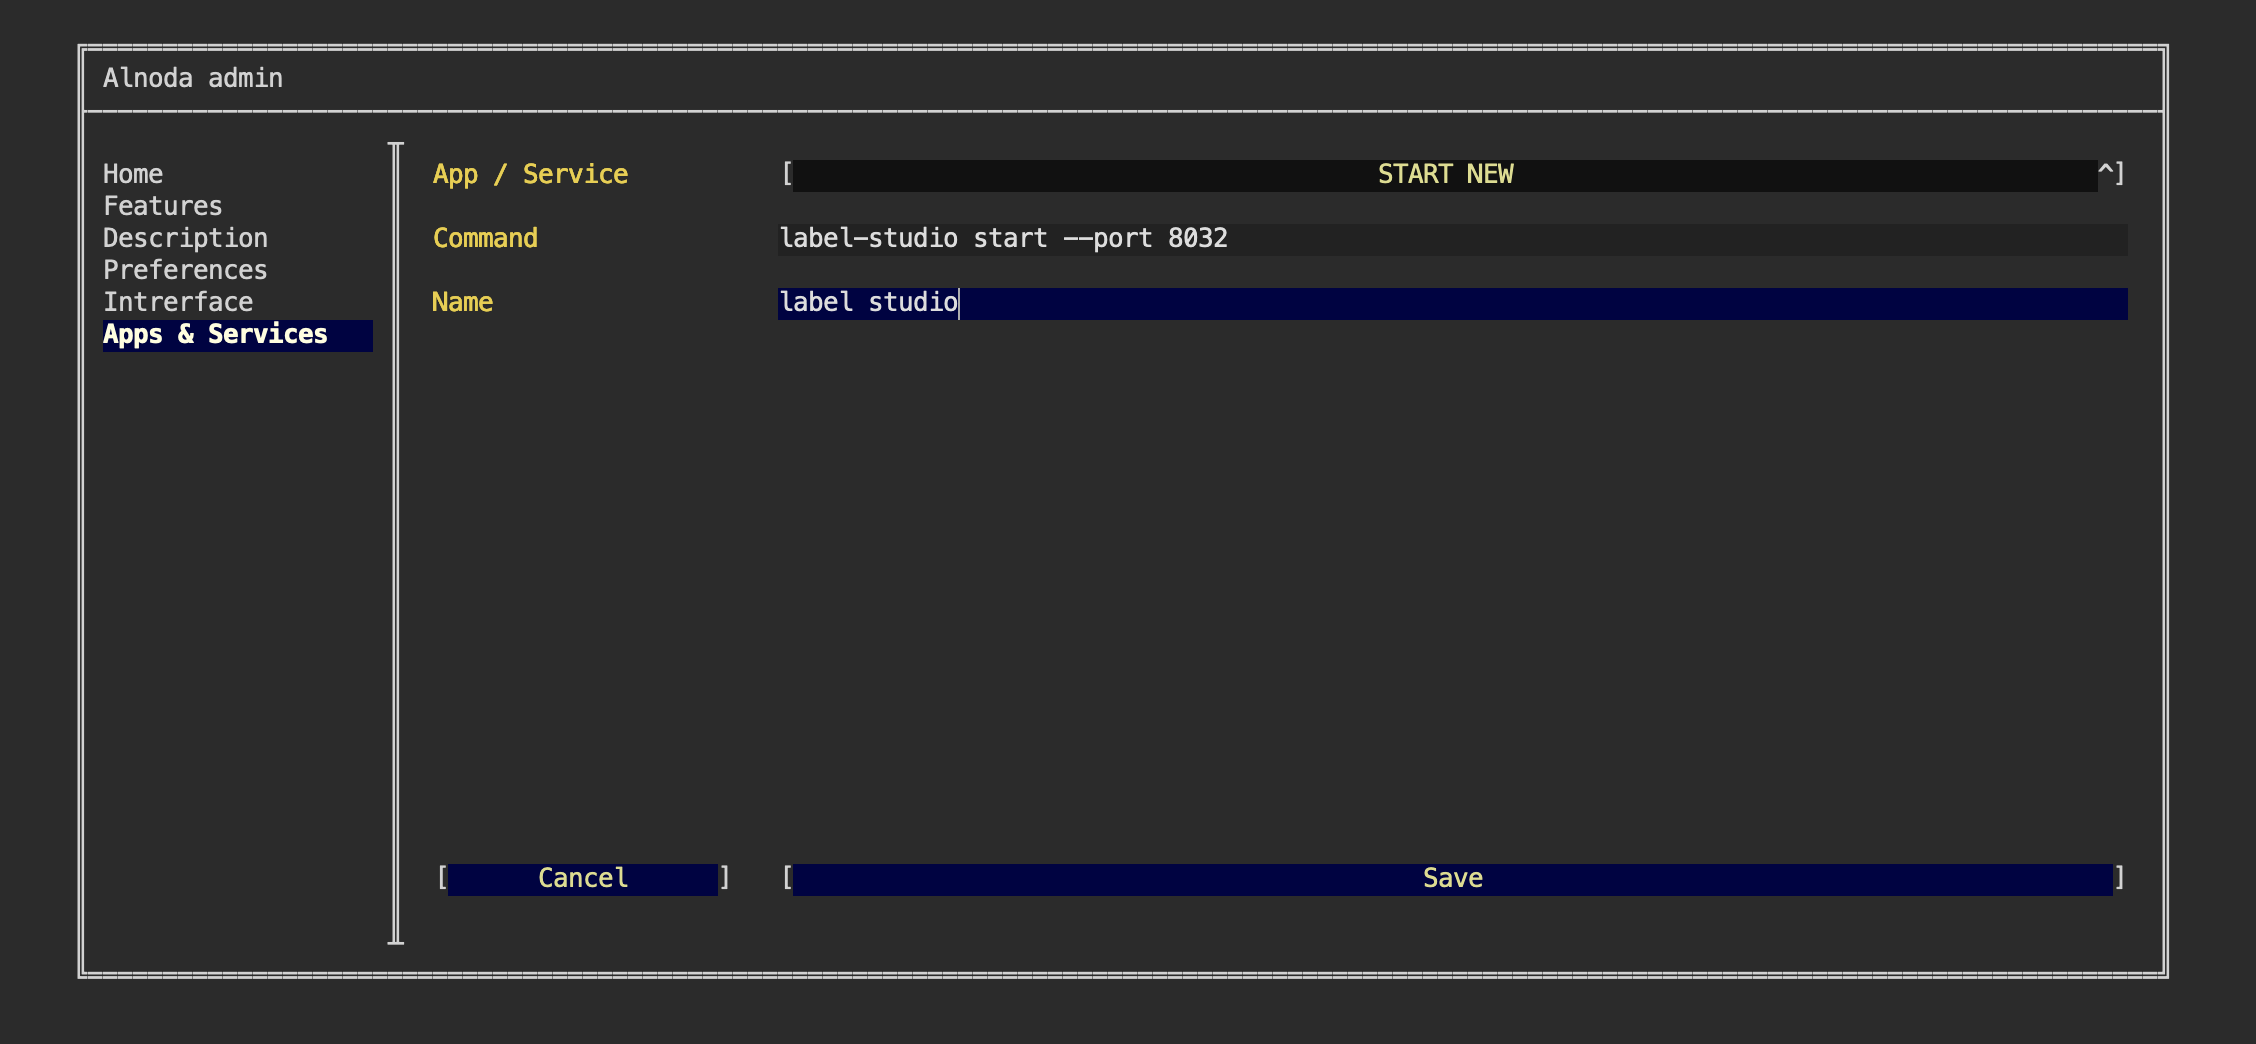 Alnoda admin
Home
Features
Description
Preferences
Intrerface
Apps & Services
App / Service [ START NEW ^]
Command label-studio start --port 8032
Name label studio
[ Cancel ] [ Save ]